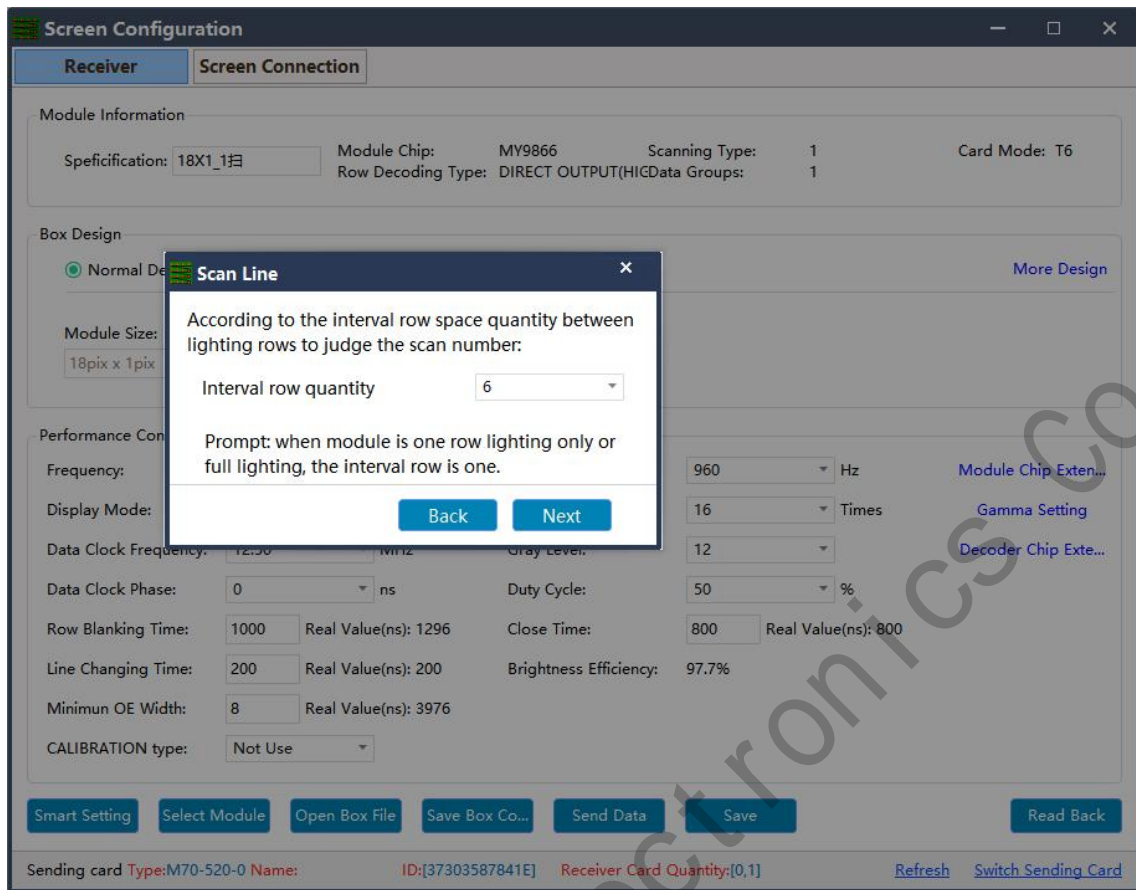 Screen Configuration
Receiver Screen Connection
Module Information
Speficification: 18X1_1扫 Module Chip: MY9866 Scanning Type: 1 Card Mode: T6
Row Decoding Type: DIRECT OUTPUT(HIG Data Groups: 1
Box Design
Normal De More Design
Module Size:
18pix x 1pix
Scan Line
According to the interval row space quantity between
lighting rows to judge the scan number:
Interval row quantity 6
Prompt: when module is one row lighting only or
full lighting, the interval row is one.
Back Next
Performance Con
Frequency: 960 Hz Module Chip Exten...
Display Mode: 16 Times Gamma Setting
Data Clock Frequency: 12.50 MHz Gray Level: 12 Decoder Chip Exte...
Data Clock Phase: 0 ns Duty Cycle: 50 %
Row Blanking Time: 1000 Real Value(ns): 1296 Close Time: 800 Real Value(ns): 800
Line Changing Time: 200 Real Value(ns): 200 Brightness Efficiency: 97.7%
Minimun OE Width: 8 Real Value(ns): 3976
CALIBRATION type: Not Use
Smart Setting Select Module Open Box File Save Box Co... Send Data Save Read Back
Sending card Type:M70-520-0 Name: ID:[37303587841E] Receiver Card Quantity:[0,1] Refresh Switch Sending Card
ctronics Co